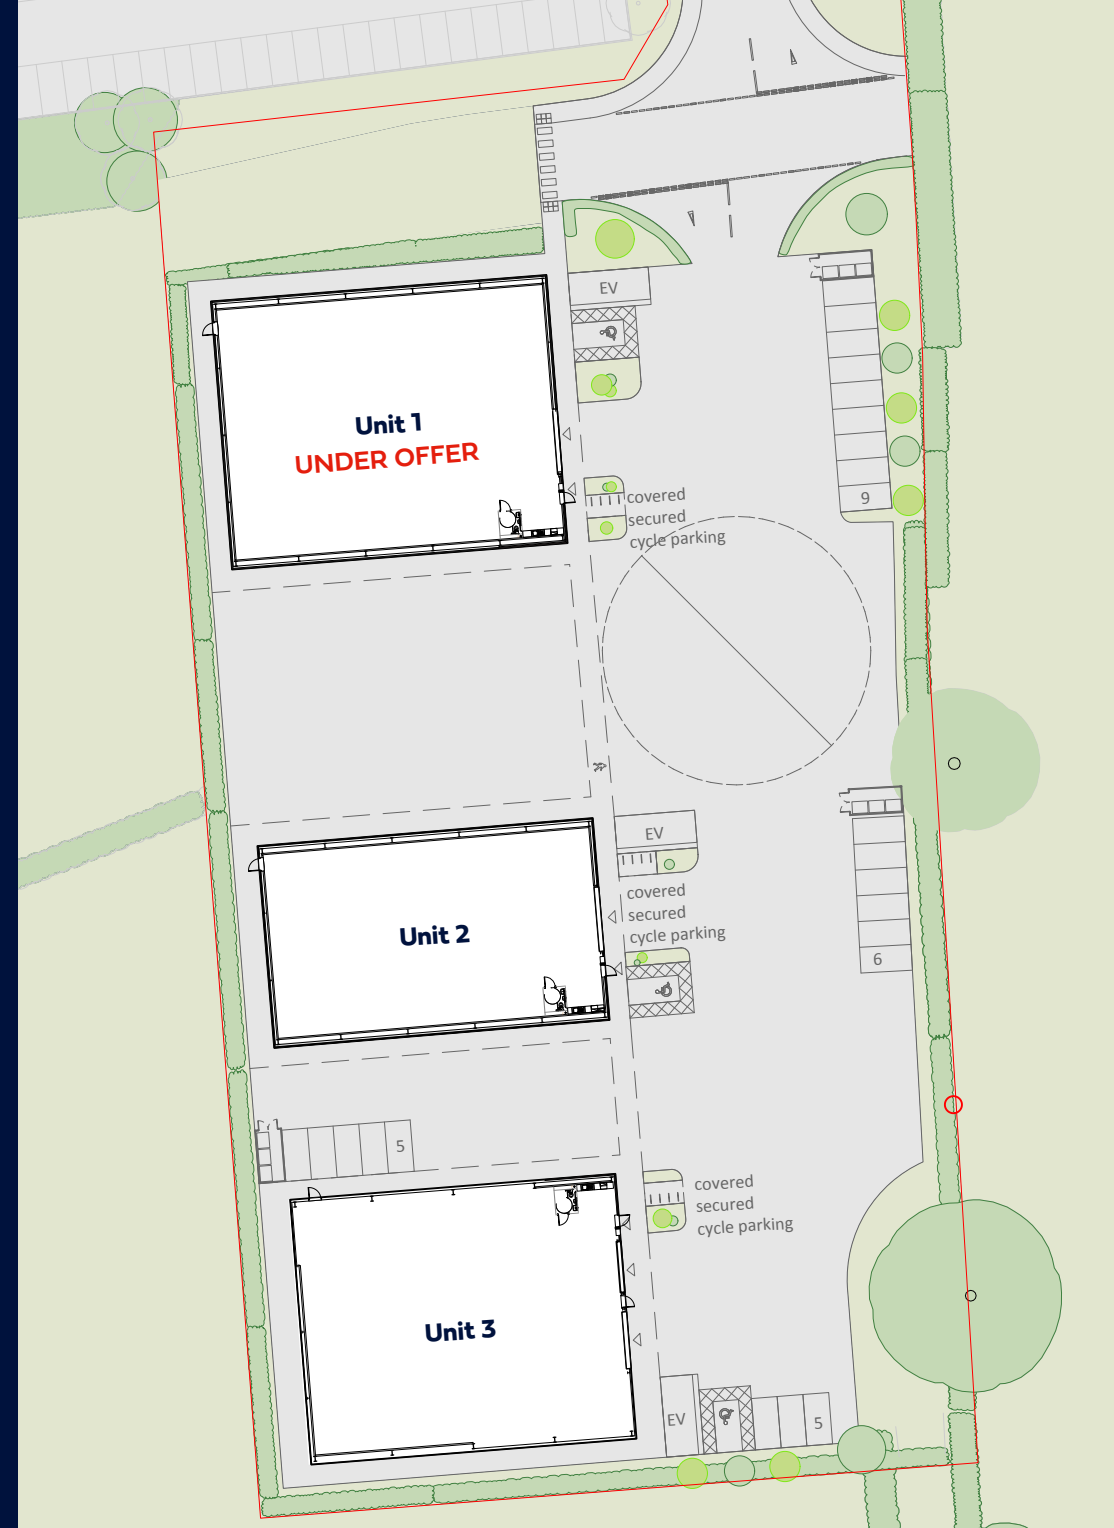 EV
Unit 1
UNDER OFFER
9
covered
secured
cycle parking
EV
covered
secured
cycle parking
Unit 2
6
5
covered
secured
cycle parking
Unit 3
EV
5